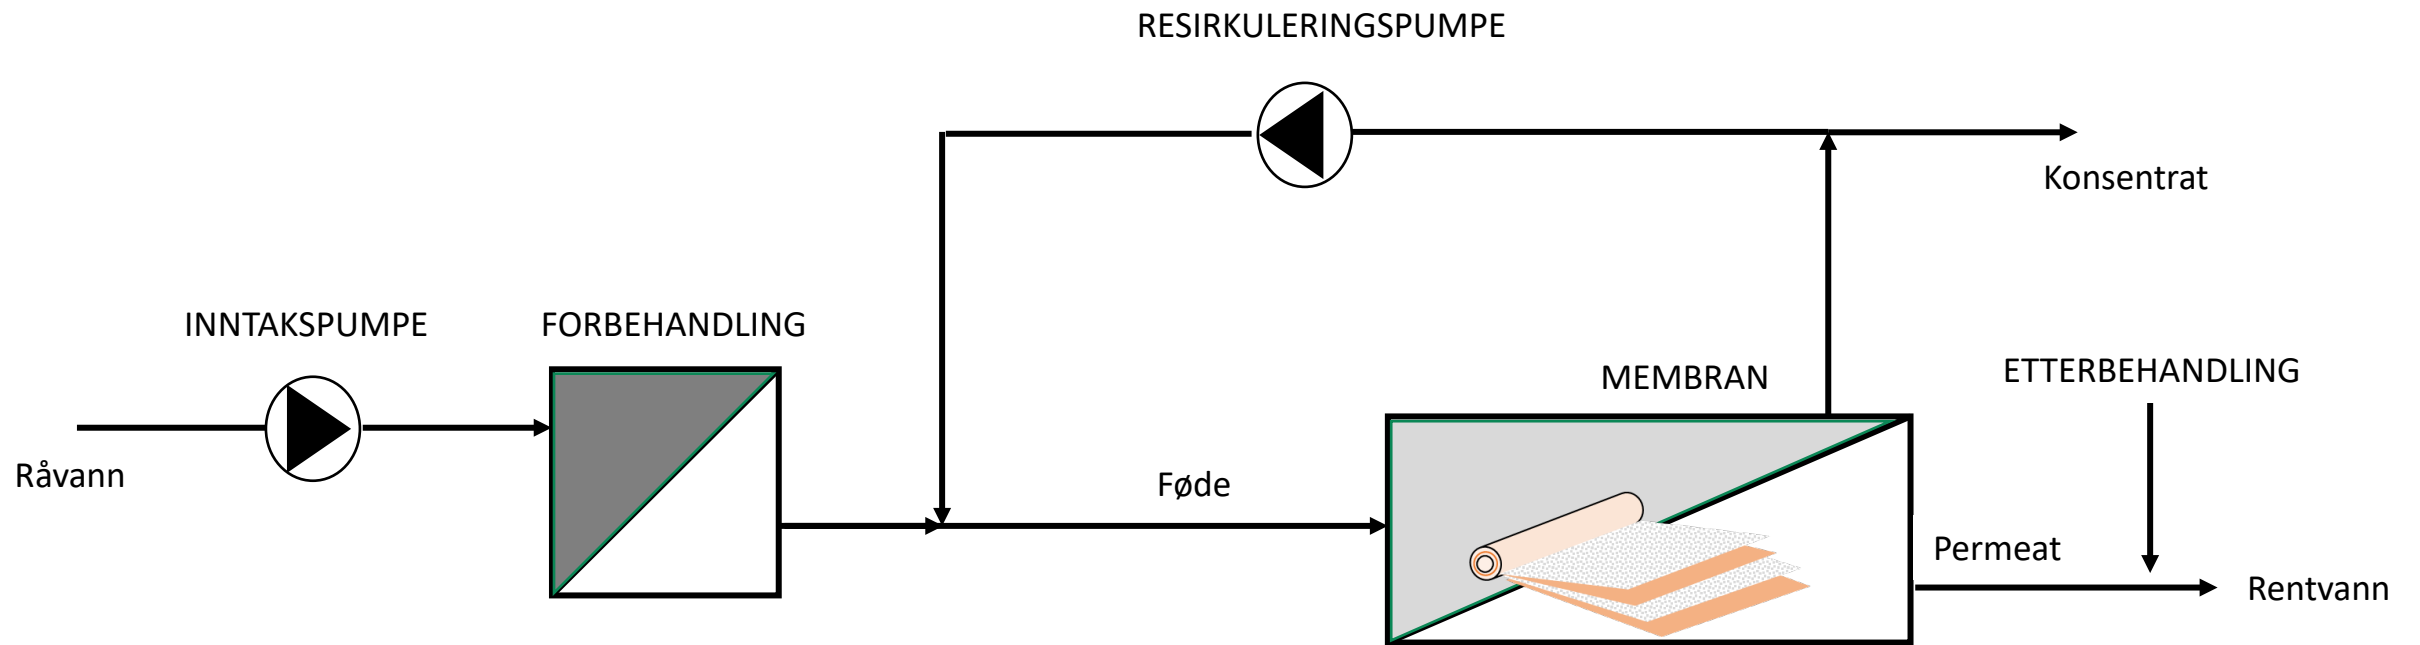 RESIRKULERINGSPUMPE
Konsentrat
INNTAKSPUMPE
FORBEHANDLING
MEMBRAN
ETTERBEHANDLING
Råvann
Føde
Permeat
Rentvann